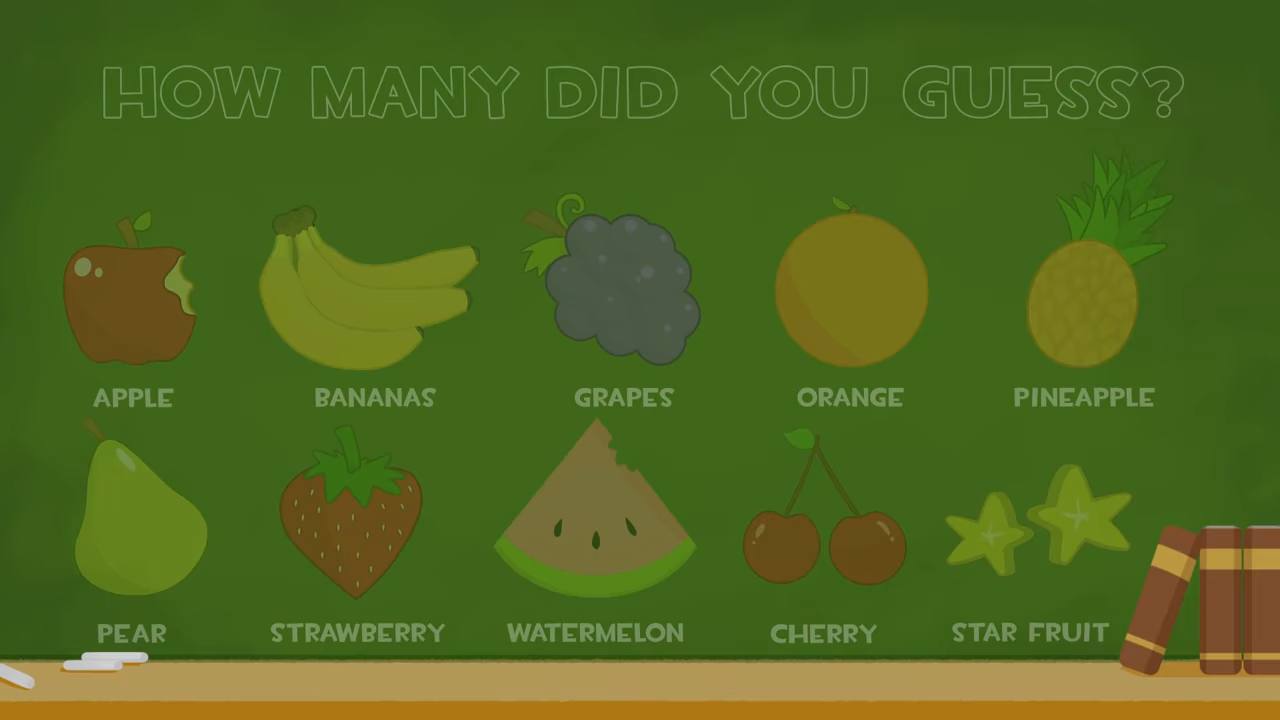 HOW MANY DID YOU GUESS?
APPLE BANANAS GRAPES ORANGE PINEAPPLE
PEAR STRAWBERRY WATERMELON CHERRY STAR FRUIT